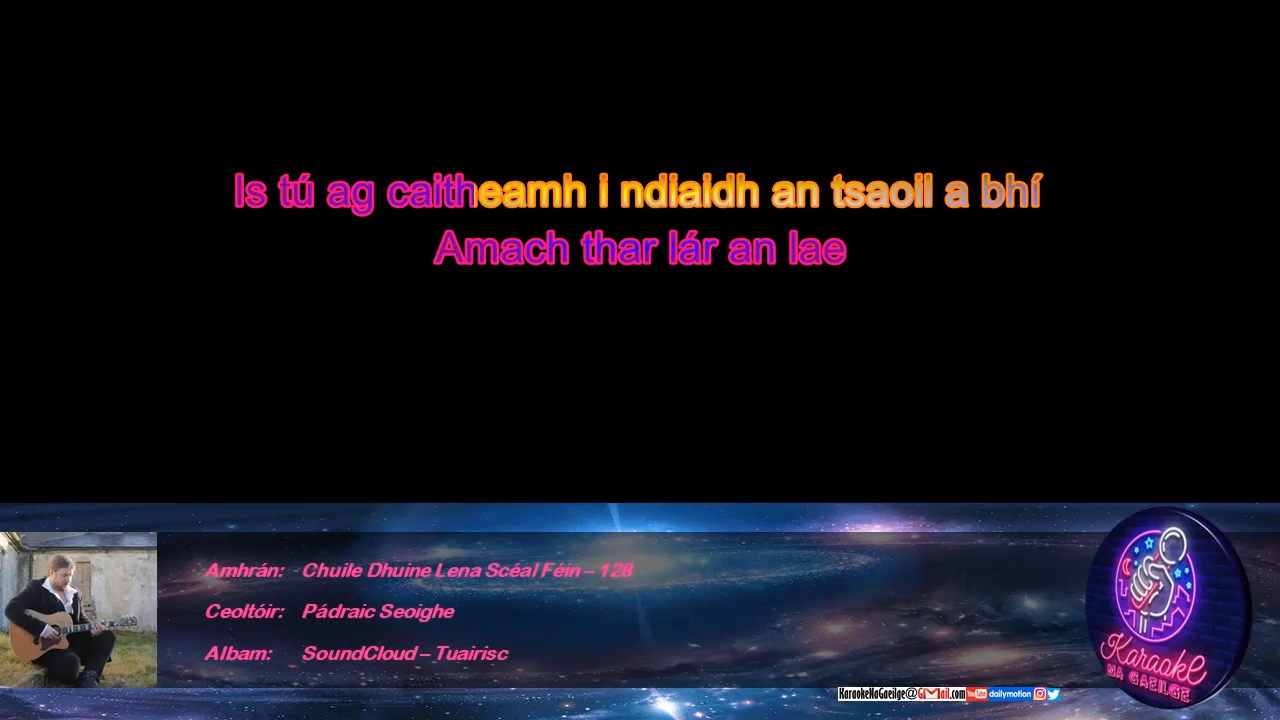 Is tú ag caitheamh i ndiaidh an tsaoil a bhí
Amach thar lár an lae
Amhrán: Chuile Dhuine Lena Scéal Féin – 128
Ceoltóir: Pádraic Seoighe
Albam: SoundCloud – Tuairisc
KaraokeNaGaeilge@GMail.com YouTube dailymotion
Karaoke
NA GAEILGE